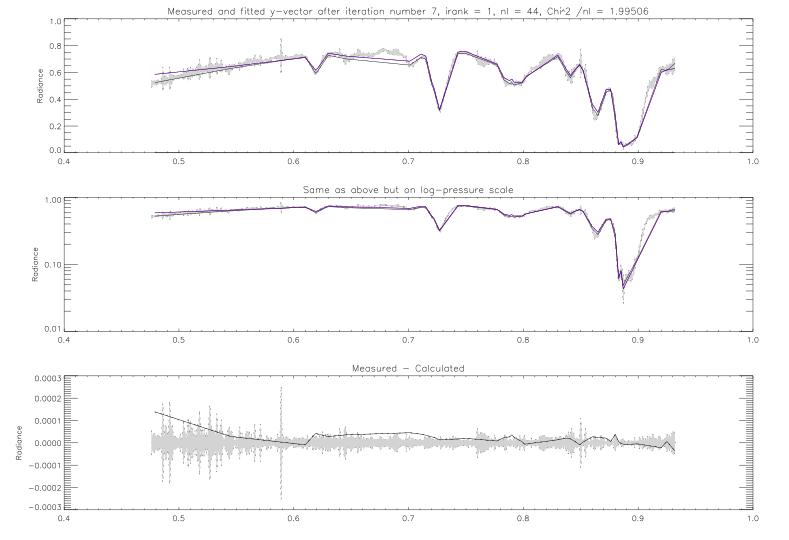 Measured and fitted y-vector after iteration number 7, irank = 1, nl = 44, Chi^2 /nl = 1.99506
1.0
0.8
0.6
0.4
0.2
0.0
Radiance
0.4 0.5 0.6 0.7 0.8 0.9 1.0
Same as above but on log-pressure scale
1.00
0.10
0.01
Radiance
0.4 0.5 0.6 0.7 0.8 0.9 1.0
Measured - Calculated
0.0003
0.0002
0.0001
0.0000
-0.0001
-0.0002
-0.0003
Radiance
0.4 0.5 0.6 0.7 0.8 0.9 1.0